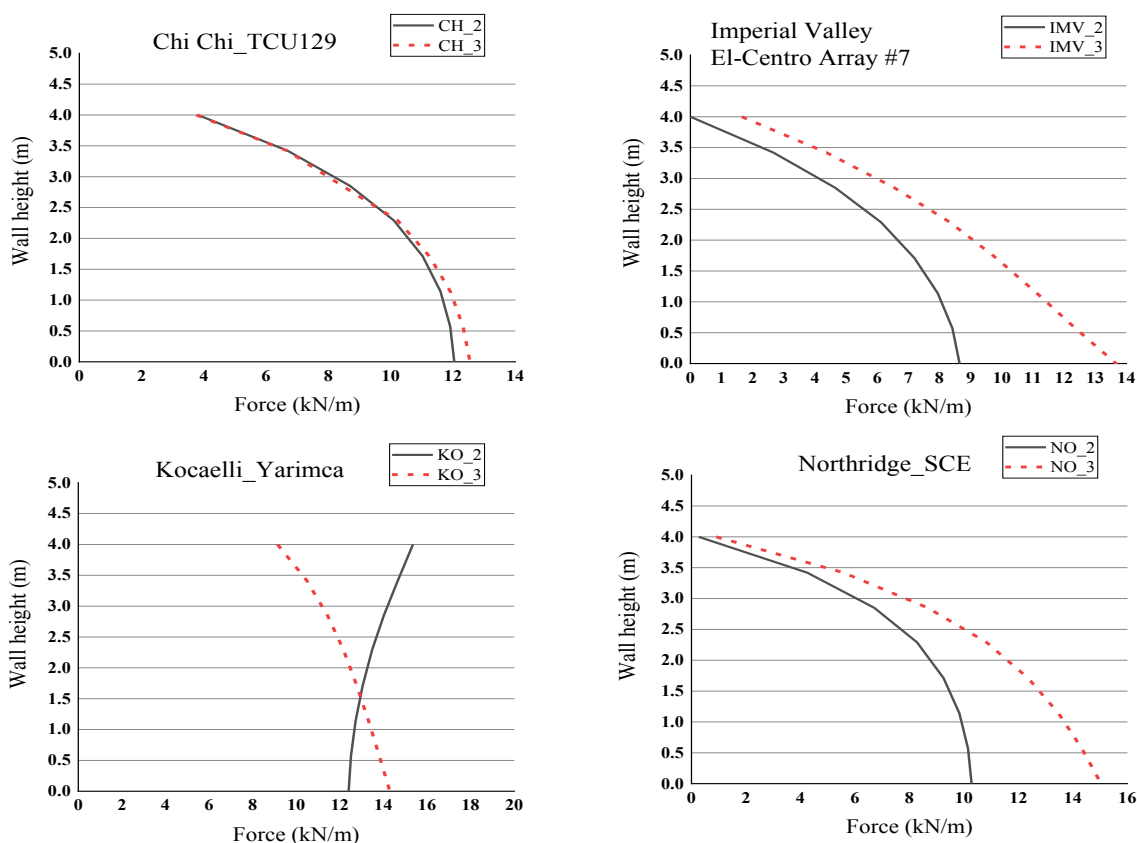 Chi Chi_TCU129
CH_2
CH_3
5.0
4.5
4.0
3.5
3.0
2.5
2.0
1.5
1.0
0.5
0.0
Wall height (m)
0 2 4 6 8 10 12 14
Force (kN/m)
Imperial Valley
El-Centro Array #7
IMV_2
IMV_3
5.0
4.5
4.0
3.5
3.0
2.5
2.0
1.5
1.0
0.5
0.0
Wall height (m)
0 1 2 3 4 5 6 7 8 9 10 11 12 13 14
Force (kN/m)
Kocaelli_Yarimca
KO_2
KO_3
5.0
4.5
4.0
3.5
3.0
2.5
2.0
1.5
1.0
0.5
0.0
Wall height (m)
0 2 4 6 8 10 12 14 16 18 20
Force (kN/m)
Northridge_SCE
NO_2
NO_3
5.0
4.5
4.0
3.5
3.0
2.5
2.0
1.5
1.0
0.5
0.0
Wall height (m)
0 2 4 6 8 10 12 14 16
Force (kN/m)